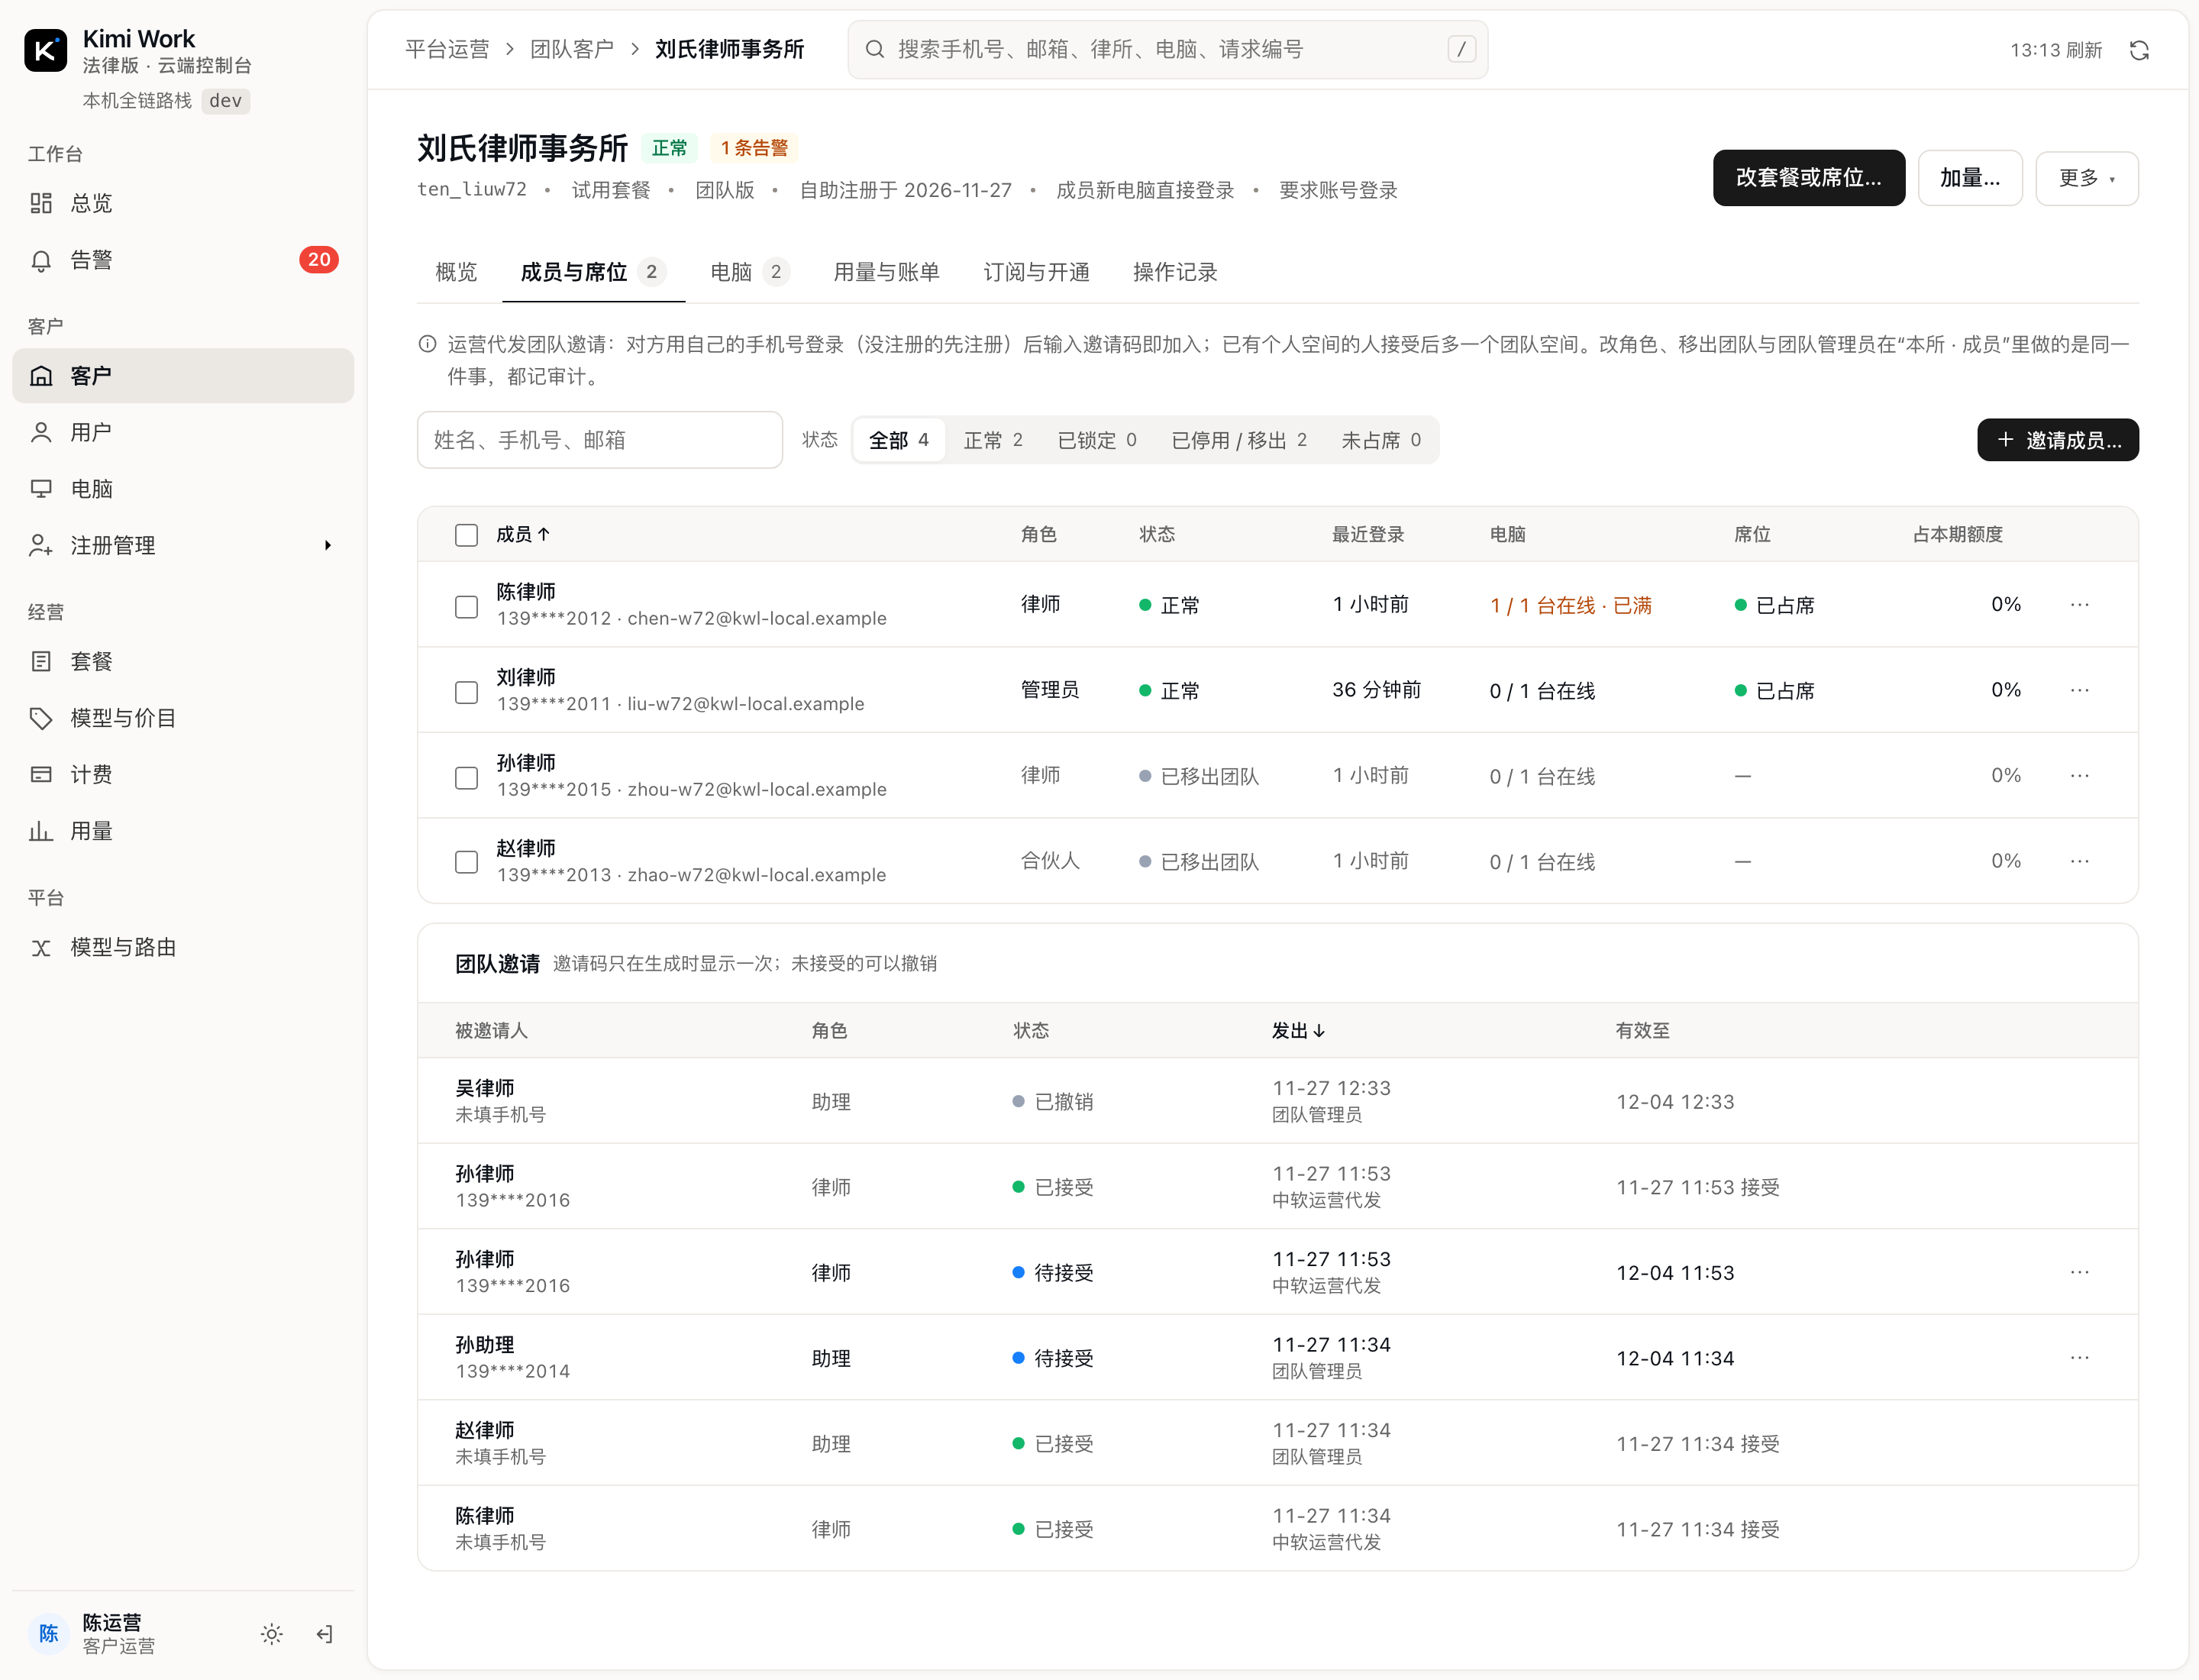 Kimi Work
法律版 · 云端控制台
本机全链路栈 dev
工作台
总览
告警 20
客户
客户
用户
电脑
注册管理
经营
套餐
模型与价目
计费
用量
平台
模型与路由
陈 陈运营
客户运营
平台运营 > 团队客户 > 刘氏律师事务所
搜索手机号、邮箱、律所、电脑、请求编号 /
13:13 刷新
刘氏律师事务所 正常 1 条告警
ten_liuw72 • 试用套餐 • 团队版 • 自助注册于 2026-11-27 • 成员新电脑直接登录 • 要求账号登录
改套餐或席位… 加量… 更多
概览 成员与席位 2 电脑 2 用量与账单 订阅与开通 操作记录
运营代发团队邀请：对方用自己的手机号登录（没注册的先注册）后输入邀请码即加入；已有个人空间的人接受后多一个团队空间。改角色、移出团队与团队管理员在“本所 · 成员”里做的是同一
件事，都记审计。
姓名、手机号、邮箱 状态 全部 4 正常 2 已锁定 0 已停用 / 移出 2 未占席 0 + 邀请成员…
成员 ↑ 角色 状态 最近登录 电脑 席位 占本期额度
陈律师
139****2012 · chen-w72@kwl-local.example 律师 正常 1 小时前 1 / 1 台在线 · 已满 已占席 0% …
刘律师
139****2011 · liu-w72@kwl-local.example 管理员 正常 36 分钟前 0 / 1 台在线 已占席 0% …
孙律师
139****2015 · zhou-w72@kwl-local.example 律师 已移出团队 1 小时前 0 / 1 台在线 — 0% …
赵律师
139****2013 · zhao-w72@kwl-local.example 合伙人 已移出团队 1 小时前 0 / 1 台在线 — 0% …
团队邀请 邀请码只在生成时显示一次；未接受的可以撤销
被邀请人 角色 状态 发出 ↓ 有效至
吴律师
未填手机号 助理 已撤销 11-27 12:33
团队管理员 12-04 12:33
孙律师
139****2016 律师 已接受 11-27 11:53
中软运营代发 11-27 11:53 接受
孙律师
139****2016 律师 待接受 11-27 11:53
中软运营代发 12-04 11:53 …
孙助理
139****2014 助理 待接受 11-27 11:34
团队管理员 12-04 11:34 …
赵律师
未填手机号 助理 已接受 11-27 11:34
团队管理员 11-27 11:34 接受
陈律师
未填手机号 律师 已接受 11-27 11:34
中软运营代发 11-27 11:34 接受